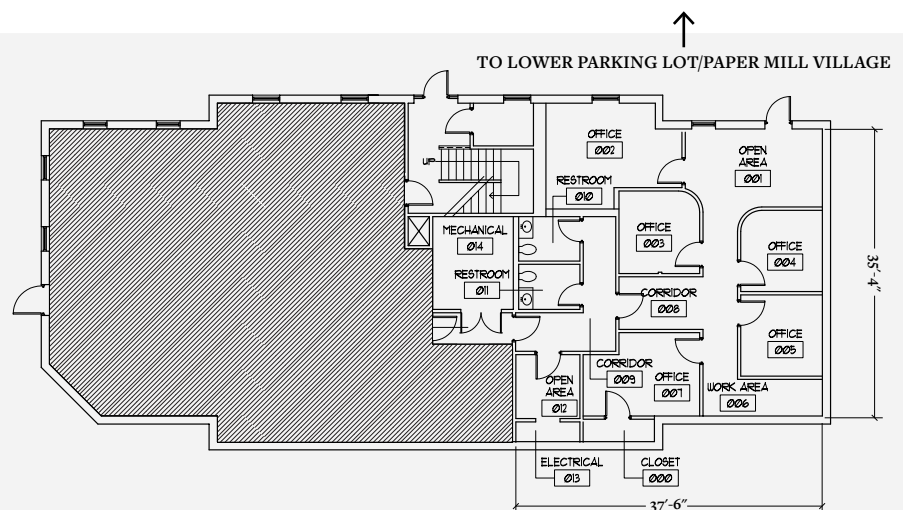 TO LOWER PARKING LOT/PAPER MILL VILLAGE
OFFICE
002
OPEN
AREA
001
UP
RESTROOM
010
MECHANICAL
014
OFFICE
003
OFFICE
004
RESTROOM
011
CORRIDOR
008
35'-4"
OFFICE
005
CORRIDOR
009
OPEN
AREA
012
OFFICE
007
WORK AREA
006
ELECTRICAL
013
CLOSET
000
37'-6"